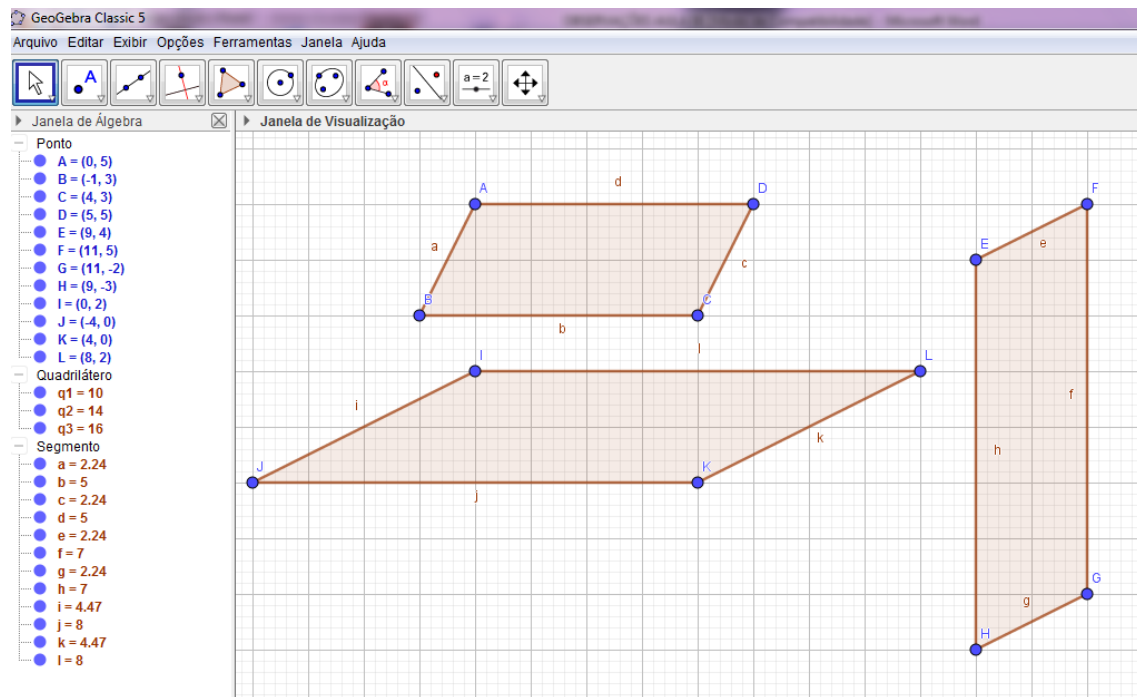 GeoGebra Classic 5
Arquivo Editar Exibir Opções Ferramentas Janela Ajuda
A
α
a=2
Janela de Álgebra
Janela de Visualização
Ponto
A = (0, 5)
B = (-1, 3)
C = (4, 3)
D = (5, 5)
E = (9, 4)
F = (11, 5)
G = (11, -2)
H = (9, -3)
I = (0, 2)
J = (-4, 0)
K = (4, 0)
L = (8, 2)
Quadrilátero
q1 = 10
q2 = 14
q3 = 16
Segmento
a = 2.24
b = 5
c = 2.24
d = 5
e = 2.24
f = 7
g = 2.24
h = 7
i = 4.47
j = 8
k = 4.47
l = 8
A
d
D
a
c
B
b
C
F
E
e
f
h
G
g
H
I
l
L
i
k
J
j
K